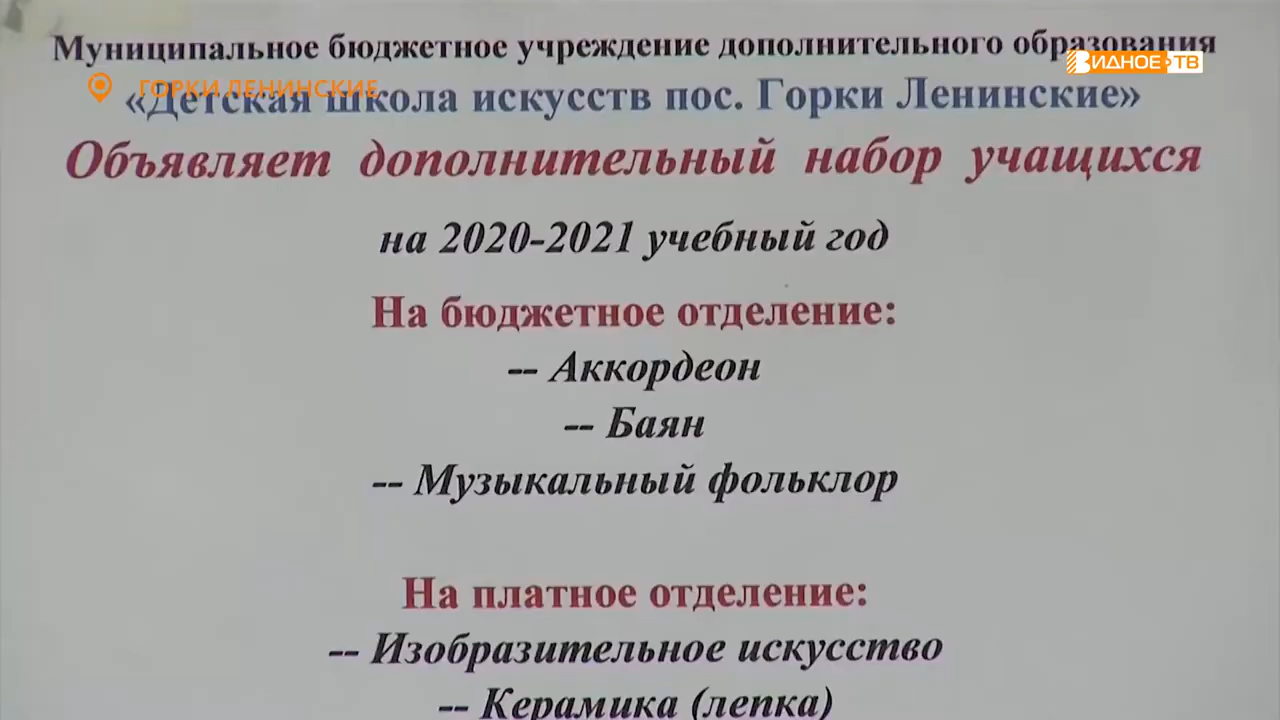 Муниципальное бюджетное учреждение дополнительного образования
ВИДНОЕ ТВ
ГОРКИ ЛЕНИНСКИЕ
«Детская школа искусств пос. Горки Ленинские»
Объявляет дополнительный набор учащихся
на 2020-2021 учебный год
На бюджетное отделение:
-- Аккордеон
-- Баян
-- Музыкальный фольклор
На платное отделение:
-- Изобразительное искусство
-- Керамика (лепка)